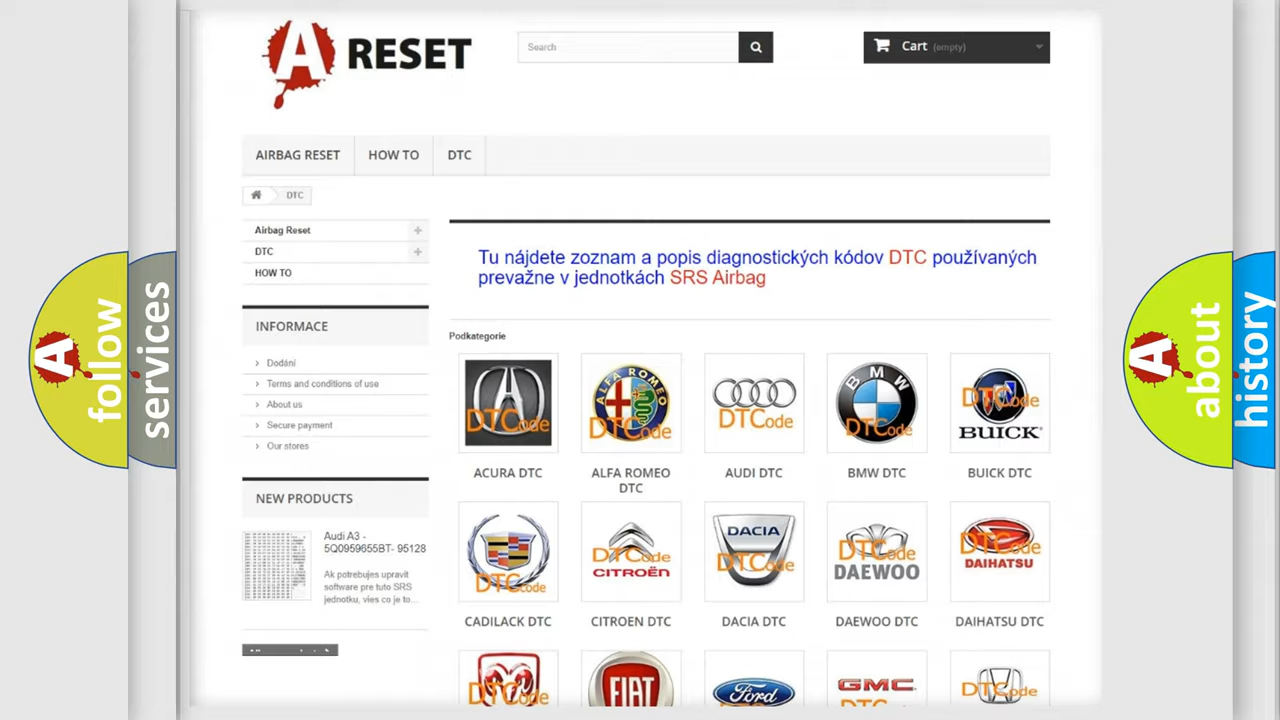 A RESET
Search
Cart (empty)
AIRBAG RESET
HOW TO
DTC
DTC
Airbag Reset
DTC
HOW TO
INFORMACE
Dodání
Terms and conditions of use
About us
Secure payment
Our stores
NEW PRODUCTS
Audi A3 -
5Q0959655BT- 95128
Ak potrebujes upravit
software pre tuto SRS
jednotku, vies co je to...
Tu nájdete zoznam a popis diagnostických kódov DTC používaných
prevažne v jednotkách SRS Airbag
Podkategorie
DTCode
ALFA ROMEO
DTCode
DTCode
BMW
DTCode
DTCode
BUICK
ACURA DTC
ALFA ROMEO
DTC
AUDI DTC
BMW DTC
BUICK DTC
DTCode
DTCode
CITROËN
DACIA
DTCode
DTCode
DAEWOO
DTCode
DAIHATSU
CADILACK DTC
CITROEN DTC
DACIA DTC
DAEWOO DTC
DAIHATSU DTC
DTCode
FIAT
Ford
GMC
DTCode
A follow
services
A about
history